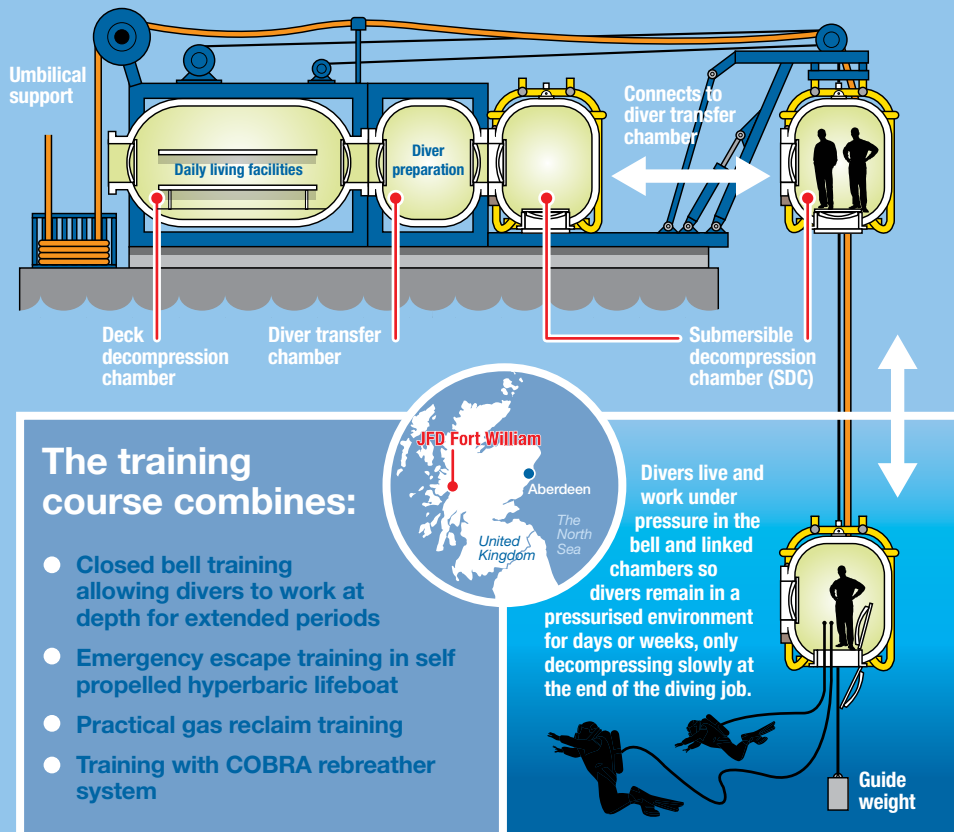 Umbilical
support
Daily living facilities
Diver
preparation
Connects to
diver transfer
chamber
Deck
decompression
chamber
Diver transfer
chamber
Submersible
decompression
chamber (SDC)
The training
course combines:
Closed bell training
allowing divers to work at
depth for extended periods
Emergency escape training in self
propelled hyperbaric lifeboat
Practical gas reclaim training
Training with COBRA rebreather
system
JFD Fort William
Aberdeen
The
North
Sea
United
Kingdom
Divers live and
work under
pressure in the
bell and linked
chambers so
divers remain in a
pressurised environment
for days or weeks, only
decompressing slowly at
the end of the diving job.
Guide
weight